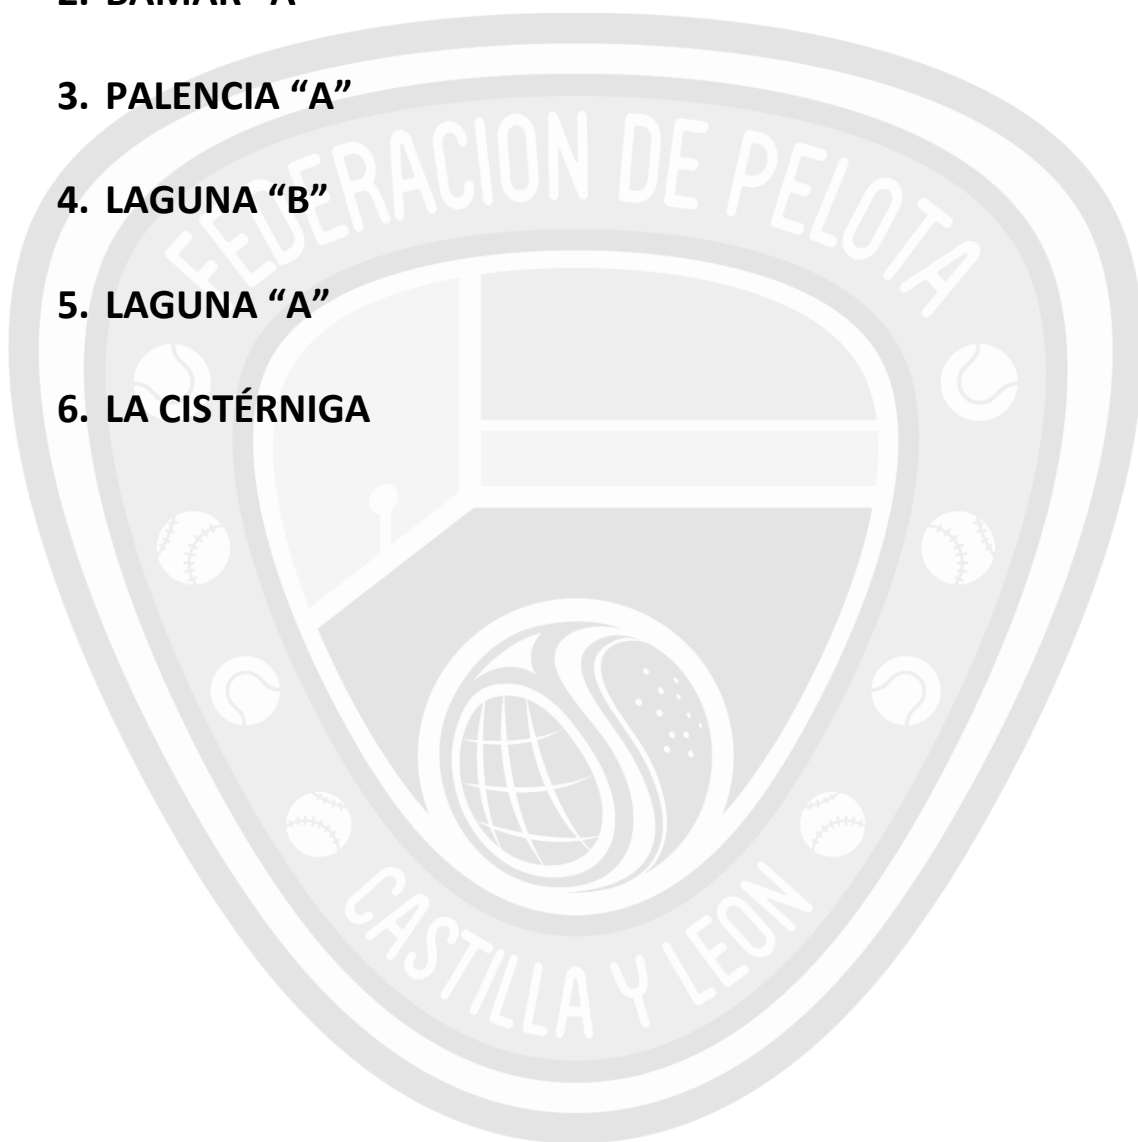 3. PALENCIA “A”
4. LAGUNA “B”
5. LAGUNA “A”
6. LA CISTÉRNIGA
FEDERACION DE PELOTA
CASTILLA Y LEON